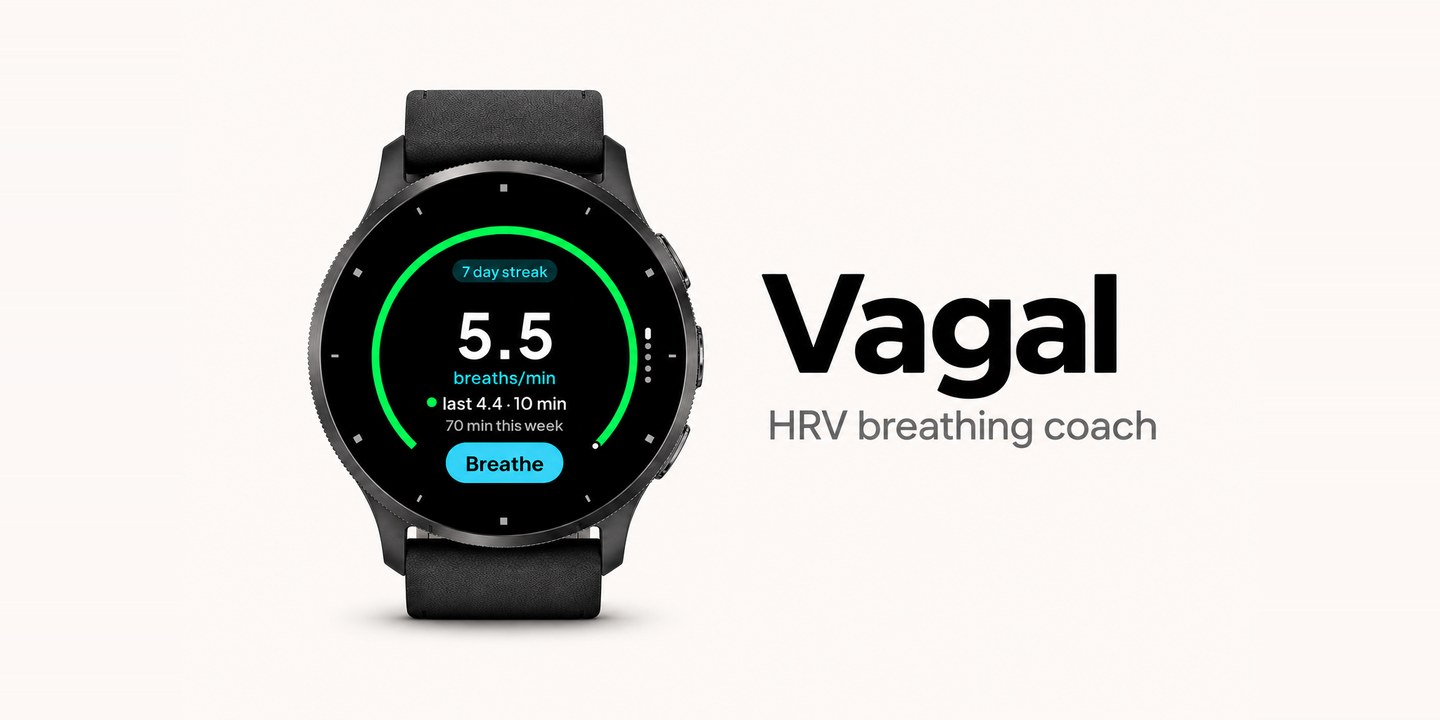 7 day streak
5.5
breaths/min
last 4.4 · 10 min
70 min this week
Breathe
Vagal
HRV breathing coach